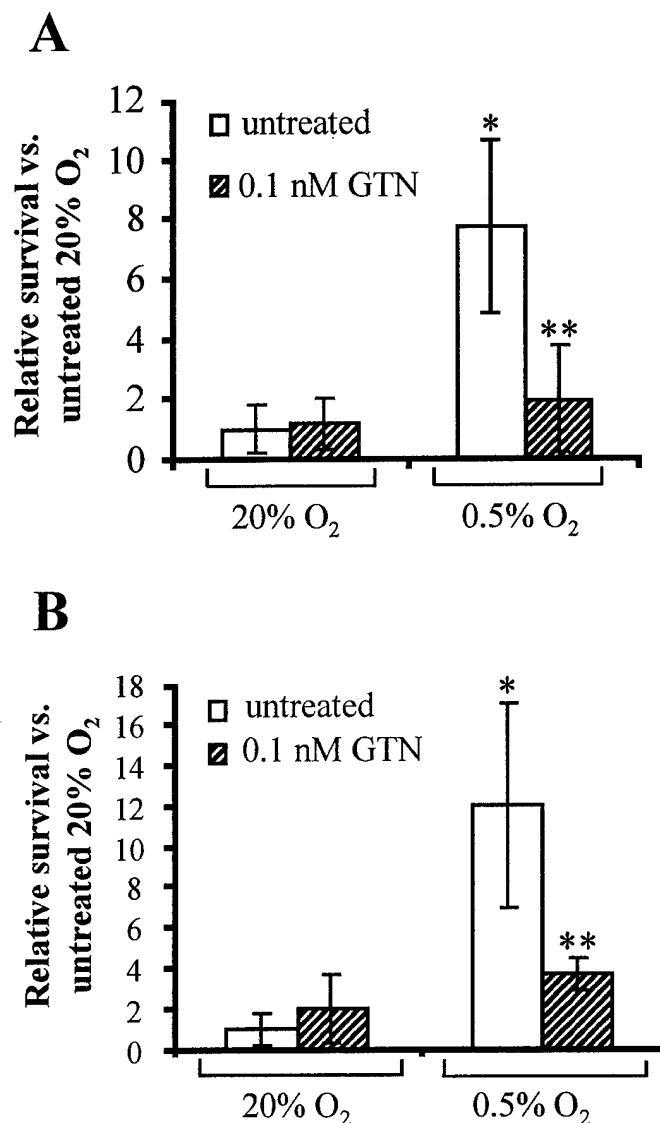 A
Relative survival vs.
untreated 20% O₂
12
10
8
6
4
2
0
untreated
0.1 nM GTN
*
**
20% O₂
0.5% O₂
B
Relative survival vs.
untreated 20% O₂
18
16
14
12
10
8
6
4
2
0
untreated
0.1 nM GTN
*
**
20% O₂
0.5% O₂